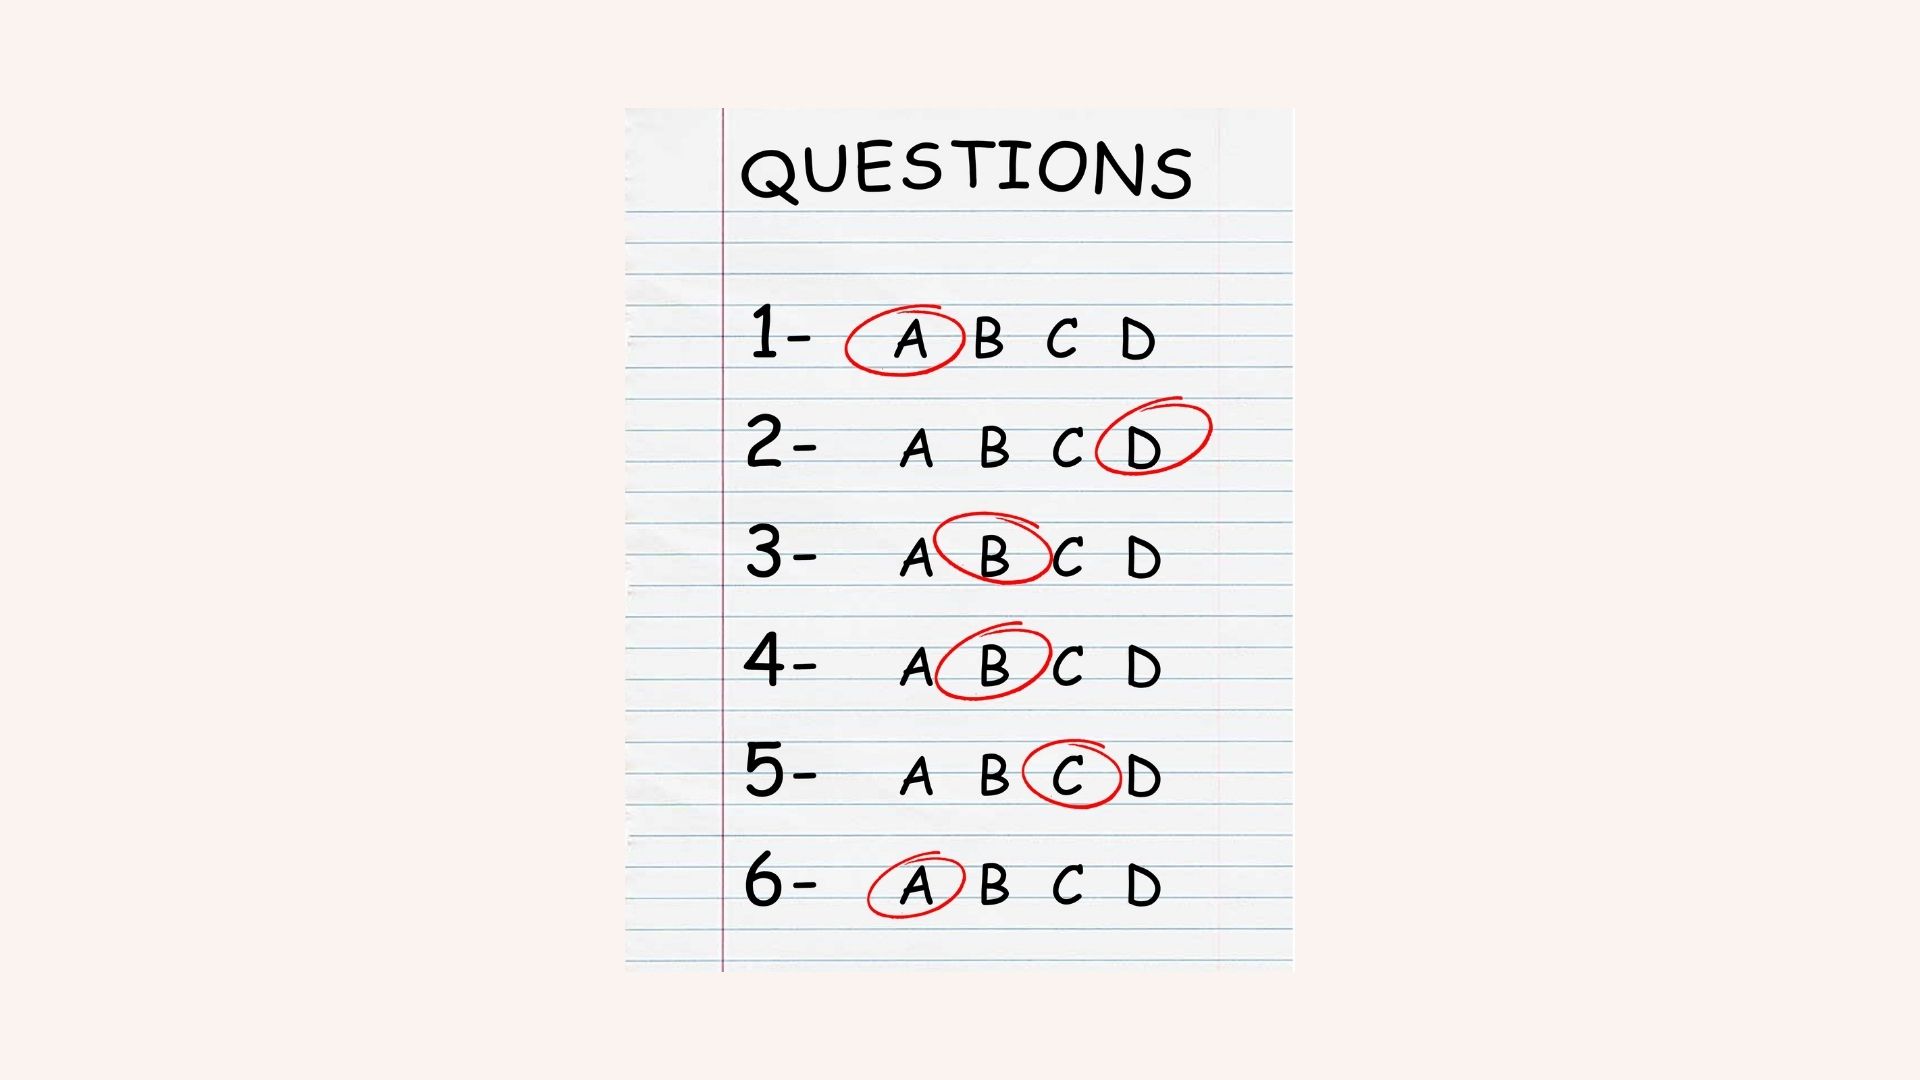 QUESTIONS
1- A B C D
2- A B C D
3- A B C D
4- A B C D
5- A B C D
6- A B C D